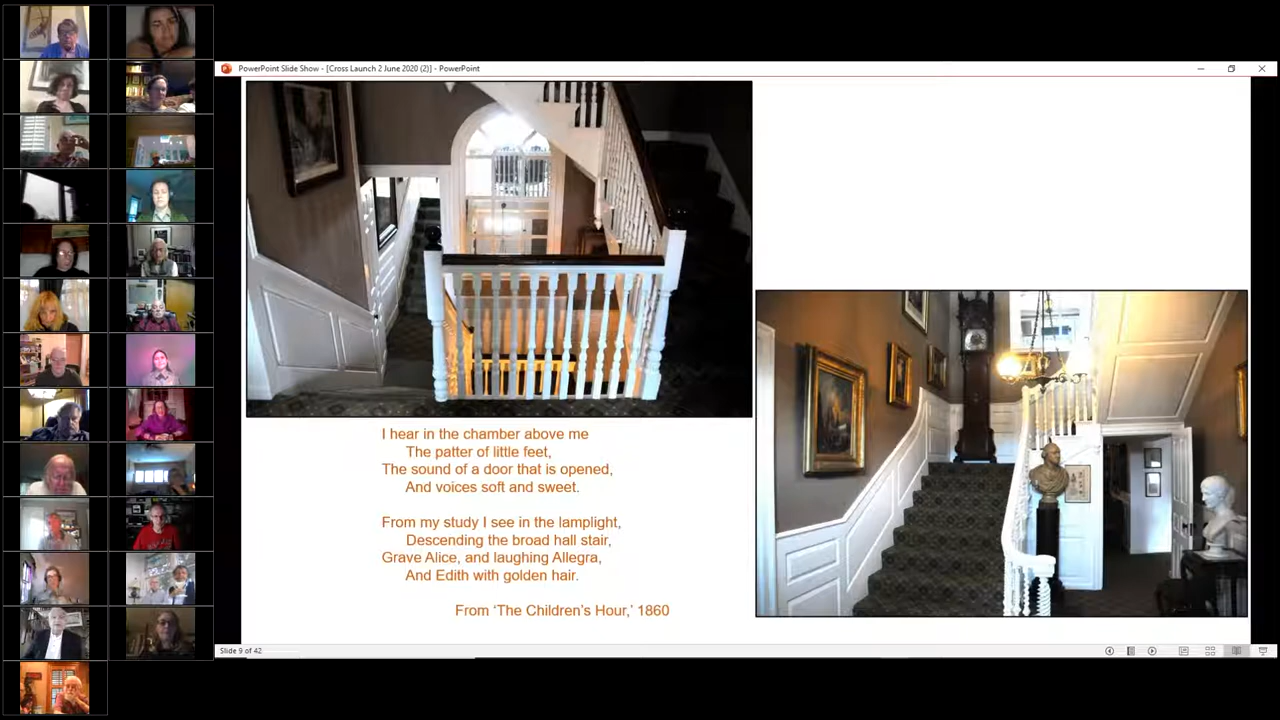 PowerPoint Slide Show - [Cross Launch 2 June 2020 (2)] - PowerPoint
I hear in the chamber above me
The patter of little feet,
The sound of a door that is opened,
And voices soft and sweet.
From my study I see in the lamplight,
Descending the broad hall stair,
Grave Alice, and laughing Allegra,
And Edith with golden hair.
From ‘The Children’s Hour,’ 1860
Slide 9 of 42